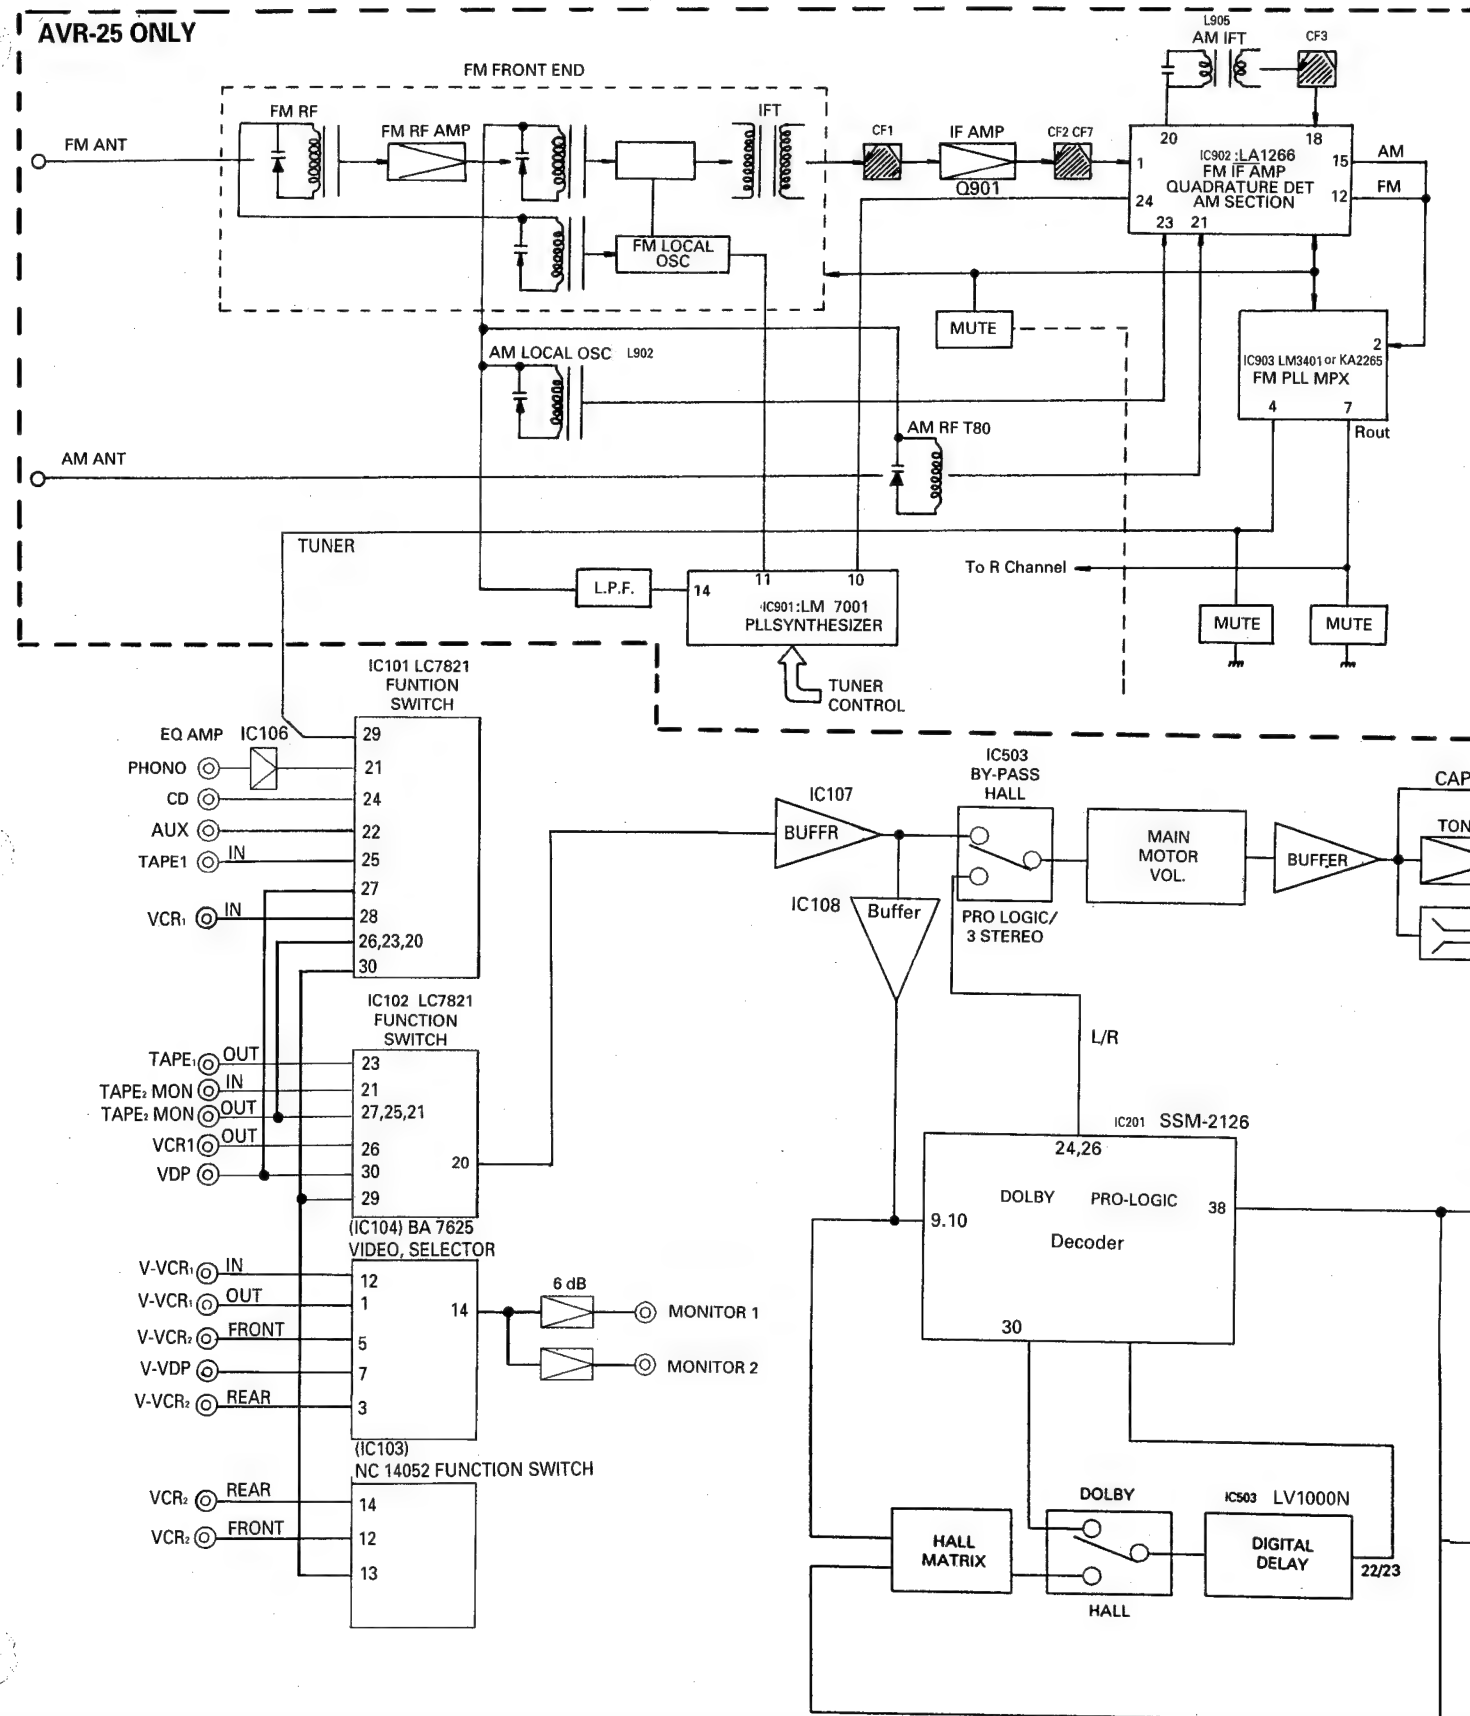 AVR-25 ONLY
L905
AM IFT
CF3
FM FRONT END
FM RF
FM RF AMP
IFT
FM ANT
CF1
IF AMP
CF2 CF7
Q901
20
18
1
IC902 :LA1266
FM IF AMP
QUADRATURE DET
AM SECTION
15
AM
24
12
FM
23
21
FM LOCAL
OSC
MUTE
2
IC903 LM3401 or KA2265
FM PLL MPX
4
7
Rout
AM LOCAL OSC L902
AM RF T80
AM ANT
TUNER
To R Channel
L.P.F.
14
11
10
IC901:LM 7001
PLLSYNTHESIZER
MUTE
MUTE
TUNER
CONTROL
IC101 LC7821
FUNTION
SWITCH
EQ AMP
IC106
29
PHONO
21
CD
24
AUX
22
TAPE1
IN
25
27
VCR1
IN
28
26,23,20
30
IC107
BUFFR
IC503
BY-PASS
HALL
MAIN
MOTOR
VOL.
BUFFER
CAP
TON
IC108
Buffer
PRO LOGIC/
3 STEREO
L/R
IC102 LC7821
FUNCTION
SWITCH
TAPE1
OUT
23
TAPE2 MON
IN
21
TAPE2 MON
OUT
27,25,21
VCR1
OUT
26
20
VDP
30
29
IC201 SSM-2126
24,26
DOLBY PRO-LOGIC
38
9.10
Decoder
30
(IC104) BA 7625
VIDEO, SELECTOR
V-VCR1
IN
12
V-VCR1
OUT
1
14
6 dB
MONITOR 1
V-VCR2
FRONT
5
V-VDP
7
MONITOR 2
V-VCR2
REAR
3
(IC103)
NC 14052 FUNCTION SWITCH
VCR2
REAR
14
VCR2
FRONT
12
13
DOLBY
IC503 LV1000N
HALL
MATRIX
DIGITAL
DELAY
22/23
HALL